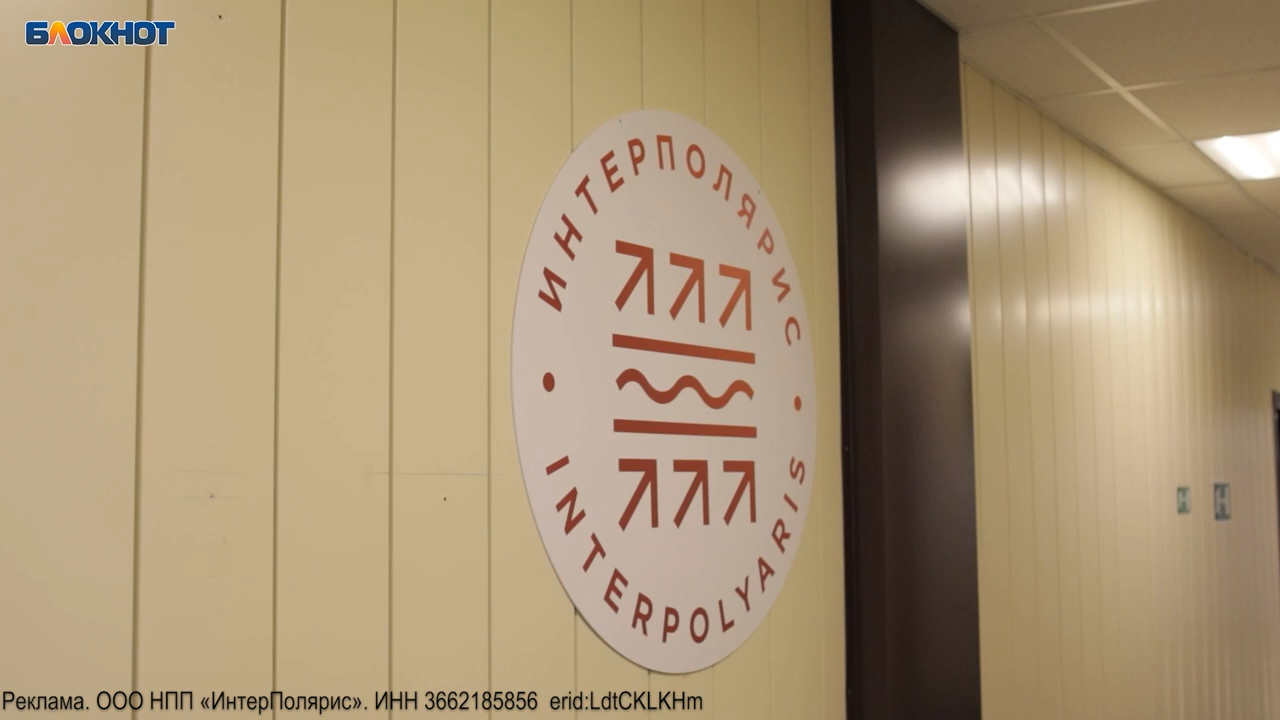 БЛОКНОТ
ИНТЕРПОЛЯРИС
INTERPOLYARIS
Реклама. ООО НПП «ИнтерПолярис». ИНН 3662185856 erid:LdtCKLKHm